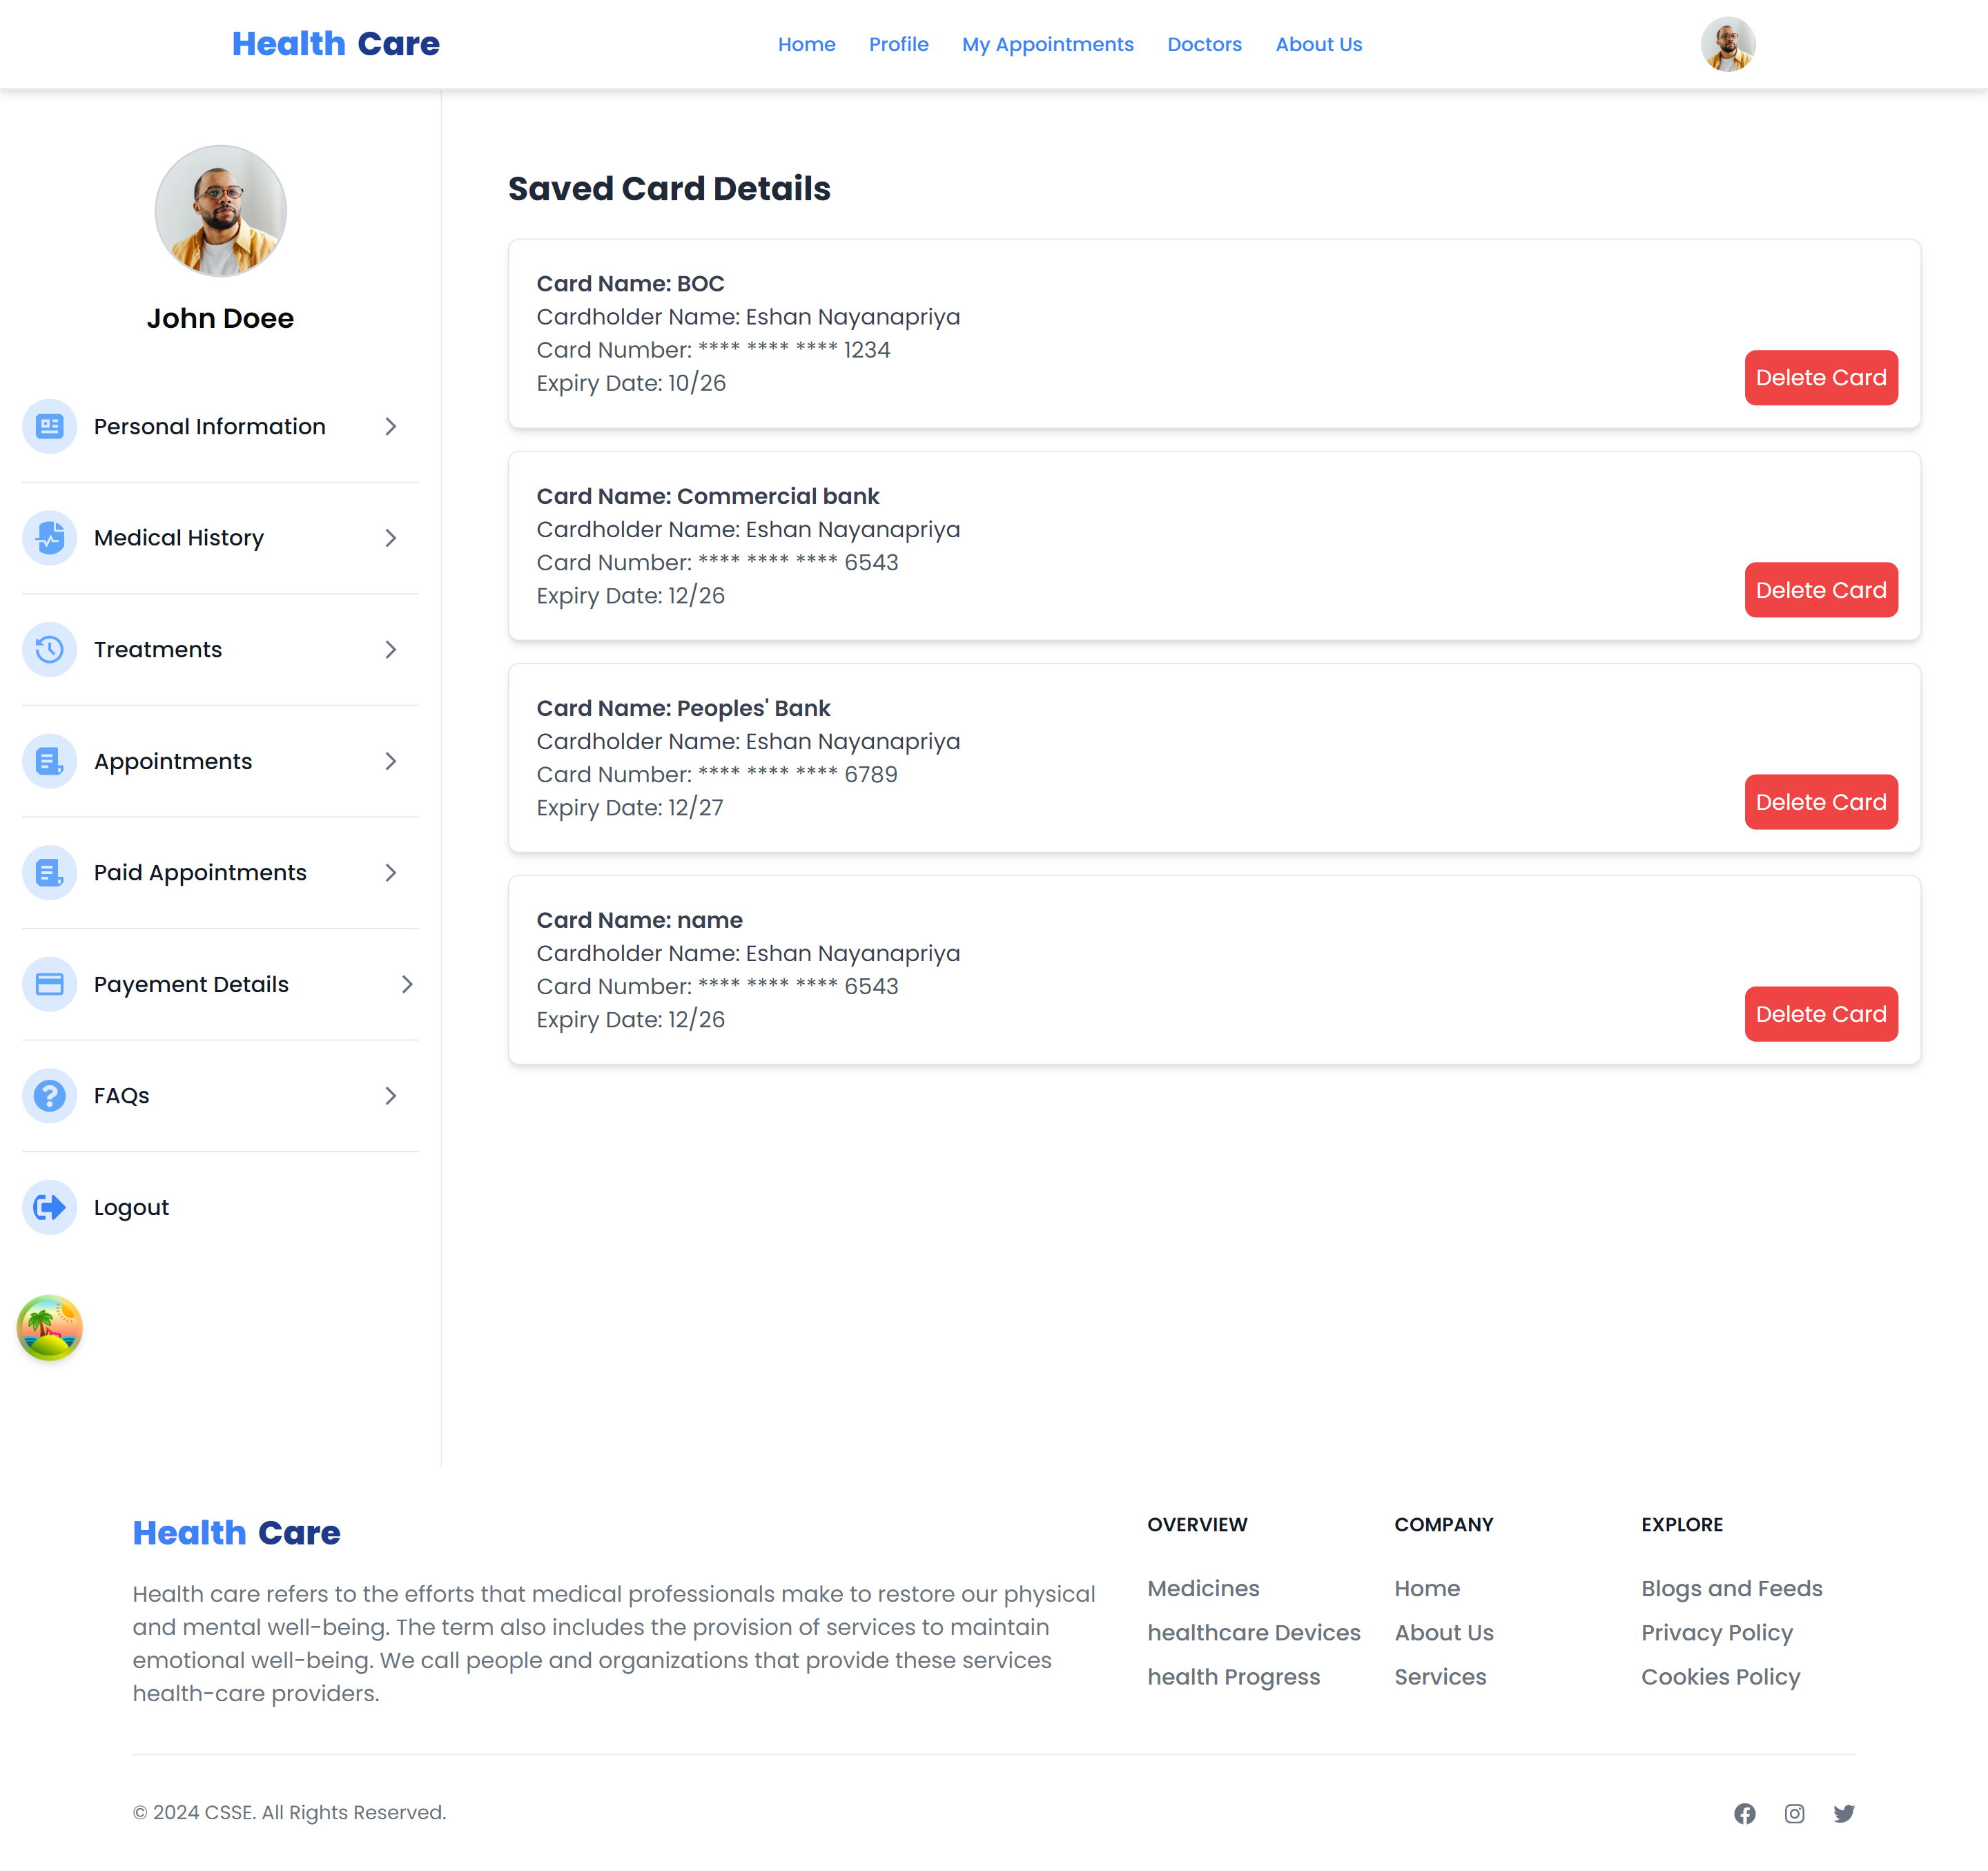 Health Care
Home Profile My Appointments Doctors About Us
John Doee
Personal Information
Medical History
Treatments
Appointments
Paid Appointments
Payement Details
FAQs
Logout
Saved Card Details
Card Name: BOC
Cardholder Name: Eshan Nayanapriya
Card Number: **** **** **** 1234
Expiry Date: 10/26
Delete Card
Card Name: Commercial bank
Cardholder Name: Eshan Nayanapriya
Card Number: **** **** **** 6543
Expiry Date: 12/26
Delete Card
Card Name: Peoples' Bank
Cardholder Name: Eshan Nayanapriya
Card Number: **** **** **** 6789
Expiry Date: 12/27
Delete Card
Card Name: name
Cardholder Name: Eshan Nayanapriya
Card Number: **** **** **** 6543
Expiry Date: 12/26
Delete Card
Health Care
Health care refers to the efforts that medical professionals make to restore our physical
and mental well-being. The term also includes the provision of services to maintain
emotional well-being. We call people and organizations that provide these services
health-care providers.
OVERVIEW
Medicines
healthcare Devices
health Progress
COMPANY
Home
About Us
Services
EXPLORE
Blogs and Feeds
Privacy Policy
Cookies Policy
© 2024 CSSE. All Rights Reserved.